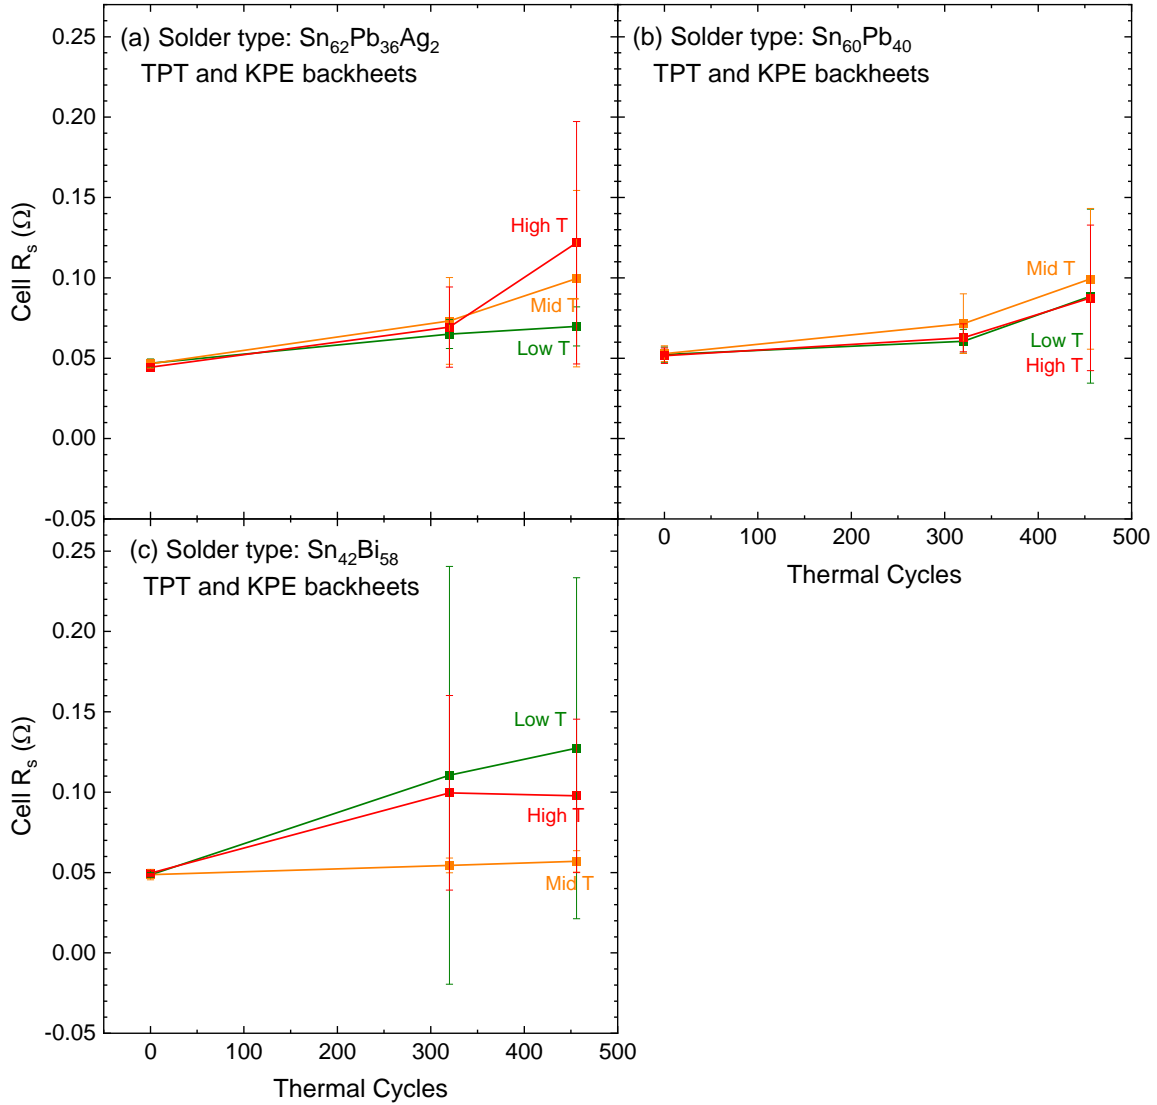 (a) Solder type: Sn₆₂Pb₃₆Ag₂
TPT and KPE backheets
0.25
0.20
0.15
0.10
0.05
0.00
-0.05
Cell Rₛ (Ω)
High T
Mid T
Low T
(b) Solder type: Sn₆₀Pb₄₀
TPT and KPE backheets
Mid T
Low T
High T
0 100 200 300 400 500
Thermal Cycles
(c) Solder type: Sn₄₂Bi₅₈
TPT and KPE backheets
0.25
0.20
0.15
0.10
0.05
0.00
-0.05
Cell Rₛ (Ω)
Low T
High T
Mid T
0 100 200 300 400 500
Thermal Cycles